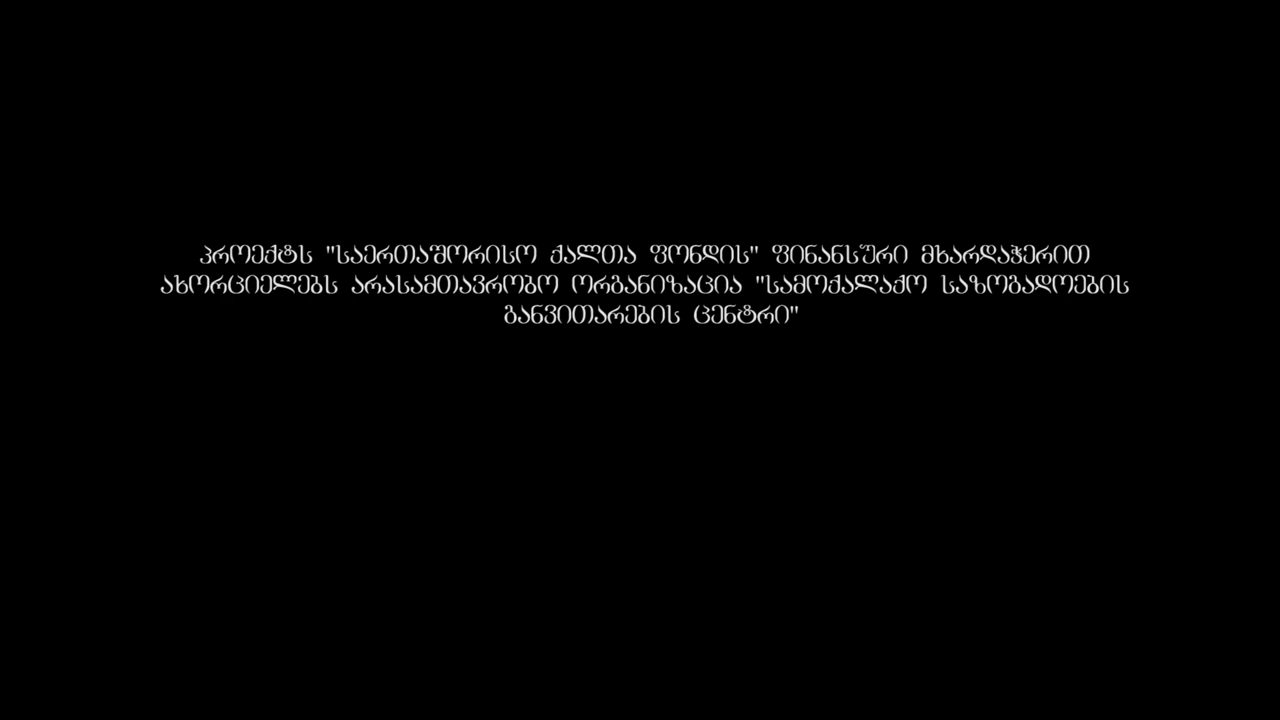 პროექტს "საერთაშორისო ქალთა ფონდის" ფინანსური მხარდაჭერით
ახორციელებს არასამთავრობო ორგანიზაცია "სამოქალაქო საზოგადოების
განვითარების ცენტრი"